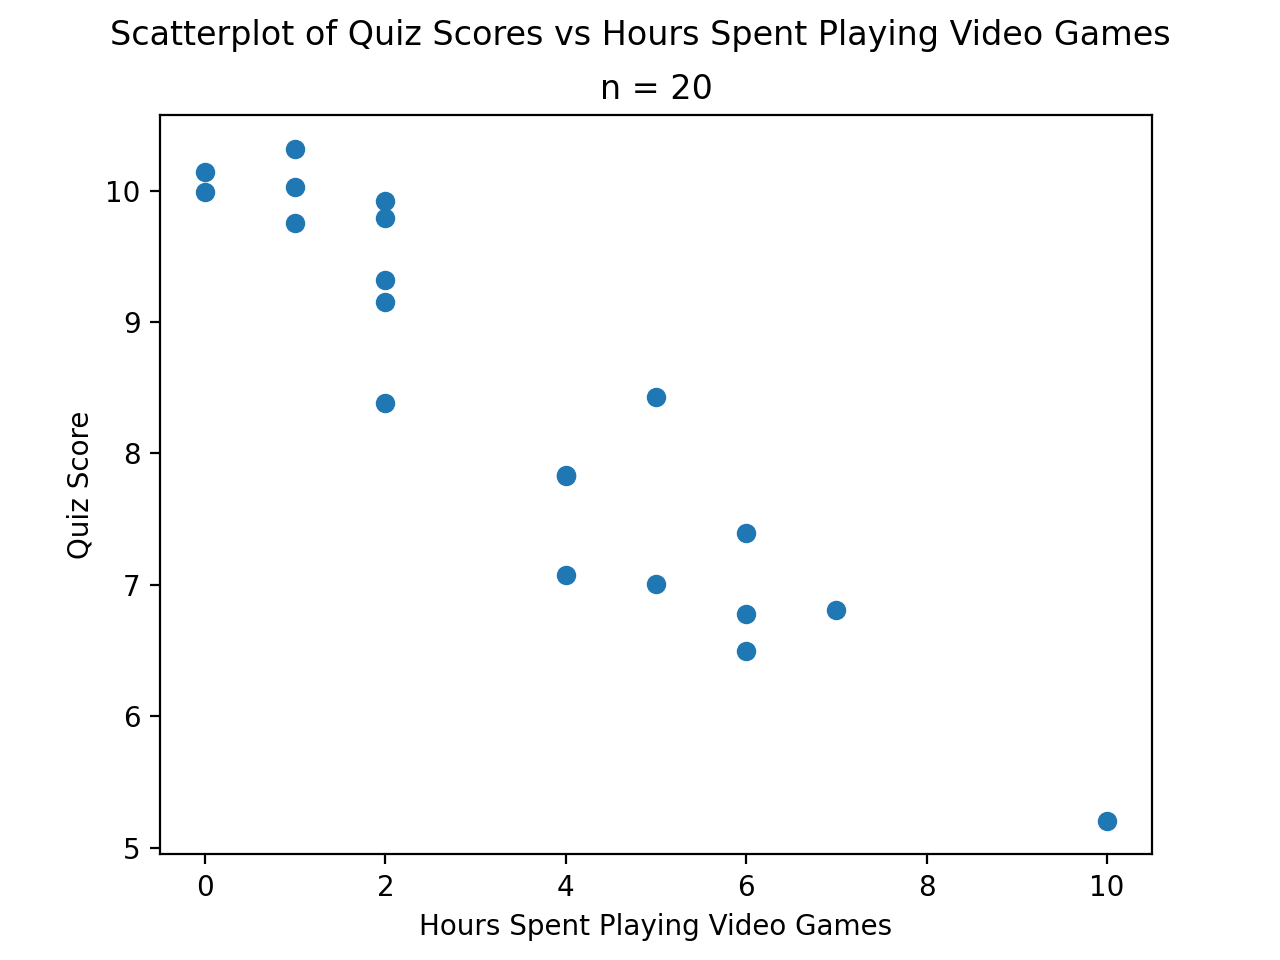 Scatterplot of Quiz Scores vs Hours Spent Playing Video Games
n = 20
10
9
8
7
6
5
Quiz Score
0 2 4 6 8 10
Hours Spent Playing Video Games